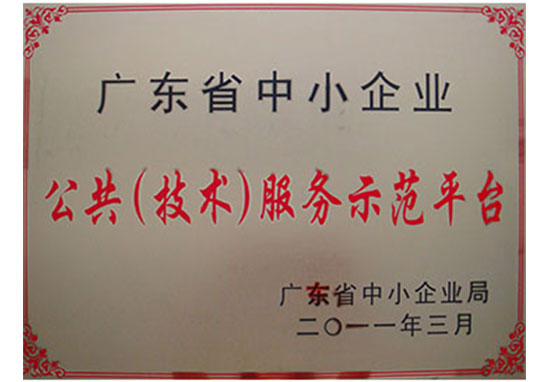 广东省中小企业
公共(技术)服务示范平台
广东省中小企业局
二〇一一年三月